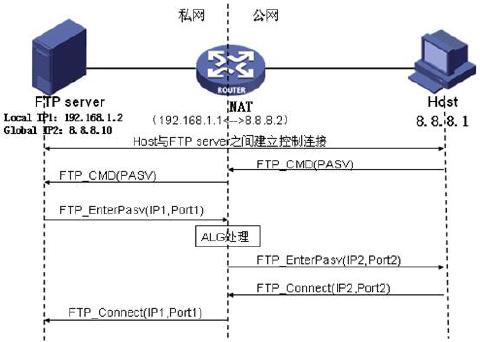 私网 公网
ROUTER
FTP server
NAT
Host
Local IP1: 192.168.1.2
Global IP2: 8.8.8.10
(192.168.1.1<-->8.8.8.2)
8.8.8.1
Host与FTP server之间建立控制连接
FTP_CMD(PASV)
FTP_CMD(PASV)
FTP_EnterPasv(IP1,Port1)
ALG处理
FTP_EnterPasv(IP2,Port2)
FTP_Connect(IP2,Port2)
FTP_Connect(IP1,Port1)